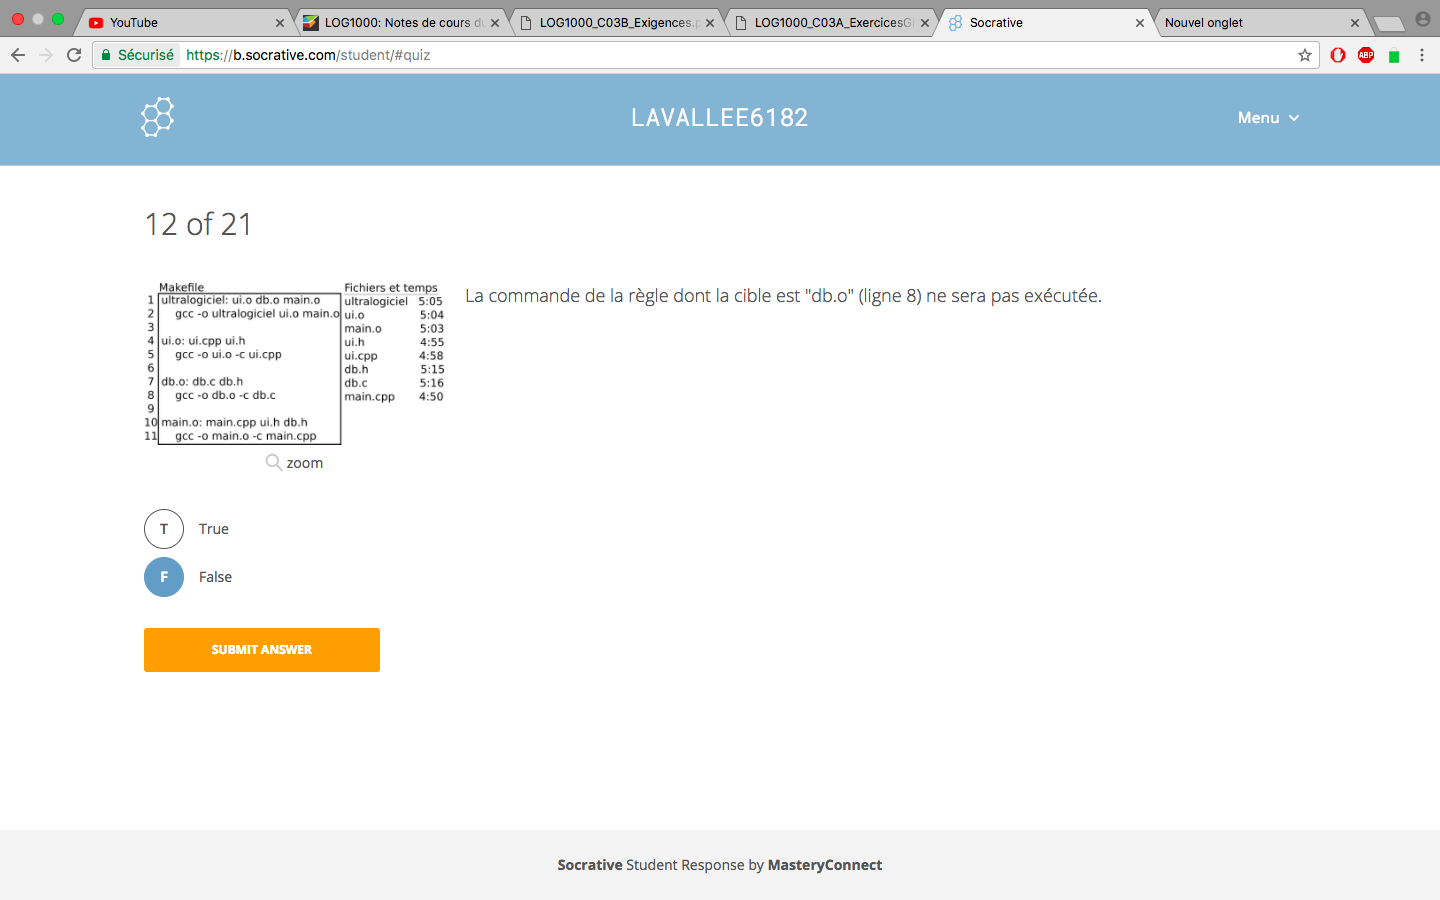 YouTube
LOG1000: Notes de cours du
LOG1000_C03B_Exigences.p
LOG1000_C03A_ExercicesGi
Socrative
Nouvel onglet
Sécurisé
https://b.socrative.com/student/#quiz
ABP
LAVALLEE6182
Menu
12 of 21
Makefile
1 ultralogiciel: ui.o db.o main.o
2 gcc -o ultralogiciel ui.o main.o
3
4 ui.o: ui.cpp ui.h
5 gcc -o ui.o -c ui.cpp
6
7 db.o: db.c db.h
8 gcc -o db.o -c db.c
9
10 main.o: main.cpp ui.h db.h
11 gcc -o main.o -c main.cpp
Fichiers et temps
ultralogiciel 5:05
ui.o 5:04
main.o 5:03
ui.h 4:55
ui.cpp 4:58
db.h 5:15
db.c 5:16
main.cpp 4:50
La commande de la règle dont la cible est "db.o" (ligne 8) ne sera pas exécutée.
zoom
T True
F False
SUBMIT ANSWER
Socrative Student Response by MasteryConnect